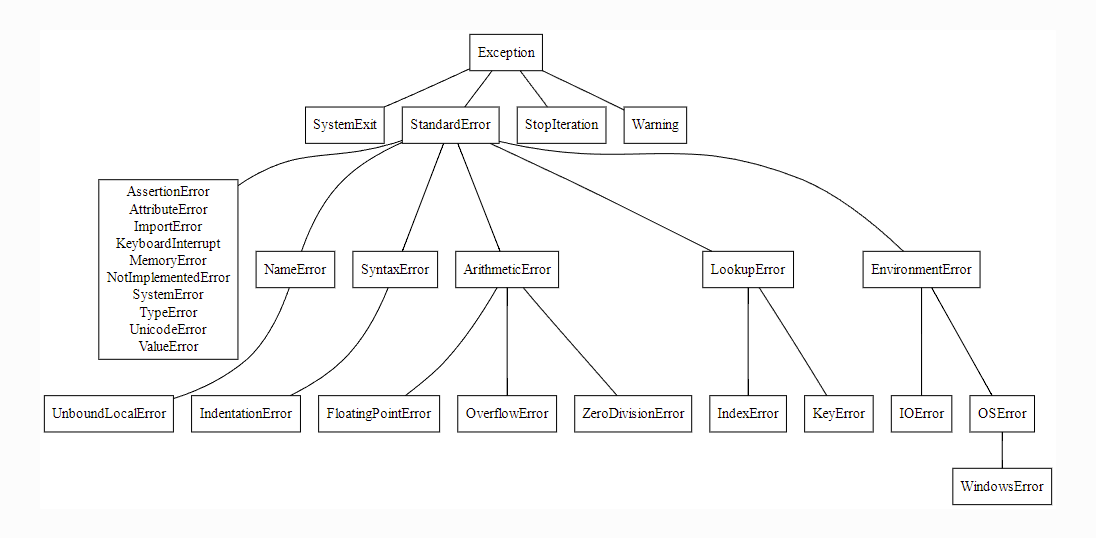 Exception
SystemExit
StandardError
StopIteration
Warning
AssertionError
AttributeError
ImportError
KeyboardInterrupt
MemoryError
NotImplementedError
SystemError
TypeError
UnicodeError
ValueError
NameError
SyntaxError
ArithmeticError
LookupError
EnvironmentError
UnboundLocalError
IndentationError
FloatingPointError
OverflowError
ZeroDivisionError
IndexError
KeyError
IOError
OSError
WindowsError